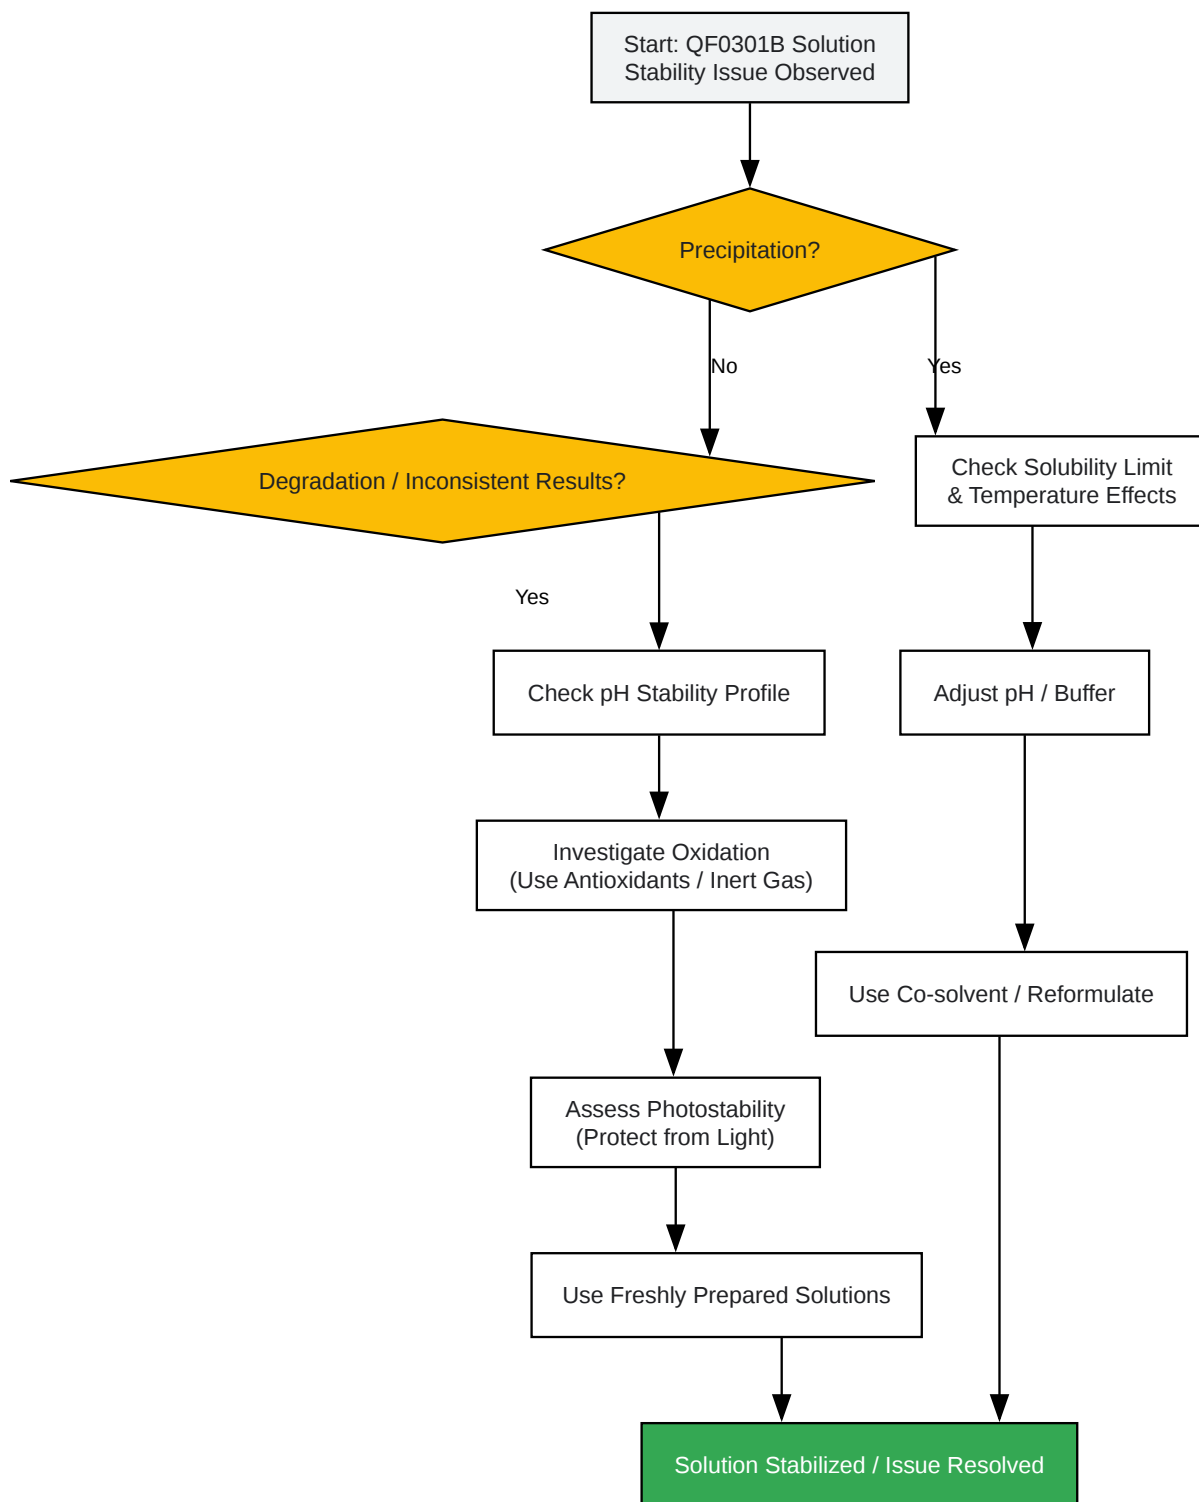 Start: QF0301B Solution
Stability Issue Observed
Precipitation?
No
Yes
Degradation / Inconsistent Results?
Check Solubility Limit
& Temperature Effects
Yes
Check pH Stability Profile
Adjust pH / Buffer
Investigate Oxidation
(Use Antioxidants / Inert Gas)
Use Co-solvent / Reformulate
Assess Photostability
(Protect from Light)
Use Freshly Prepared Solutions
Solution Stabilized / Issue Resolved